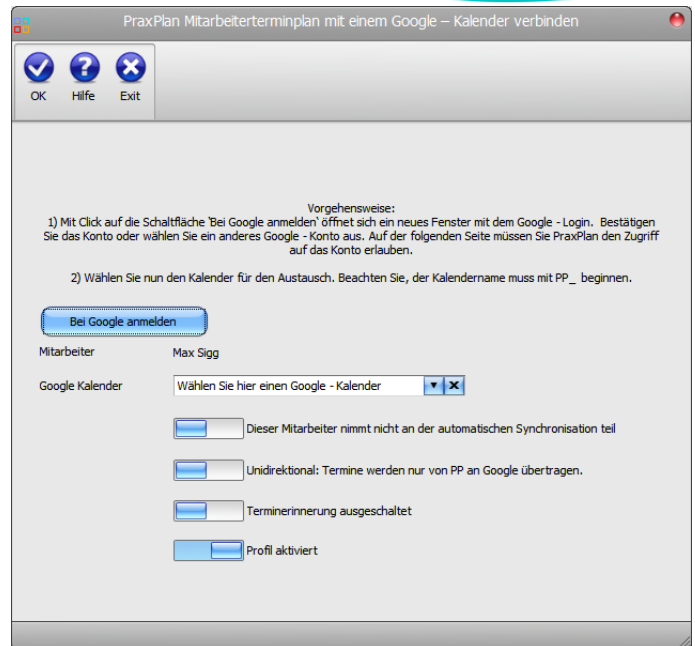 PraxPlan Mitarbeiterterminplan mit einem Google – Kalender verbinden
OK Hilfe Exit
Vorgehensweise:
1) Mit Click auf die Schaltfläche 'Bei Google anmelden' öffnet sich ein neues Fenster mit dem Google - Login. Bestätigen
Sie das Konto oder wählen Sie ein anderes Google - Konto aus. Auf der folgenden Seite müssen Sie PraxPlan den Zugriff
auf das Konto erlauben.
2) Wählen Sie nun den Kalender für den Austausch. Beachten Sie, der Kalendername muss mit PP_ beginnen.
Bei Google anmelden
Mitarbeiter Max Sigg
Google Kalender Wählen Sie hier einen Google - Kalender
Dieser Mitarbeiter nimmt nicht an der automatischen Synchronisation teil
Unidirektional: Termine werden nur von PP an Google übertragen.
Terminerinnerung ausgeschaltet
Profil aktiviert